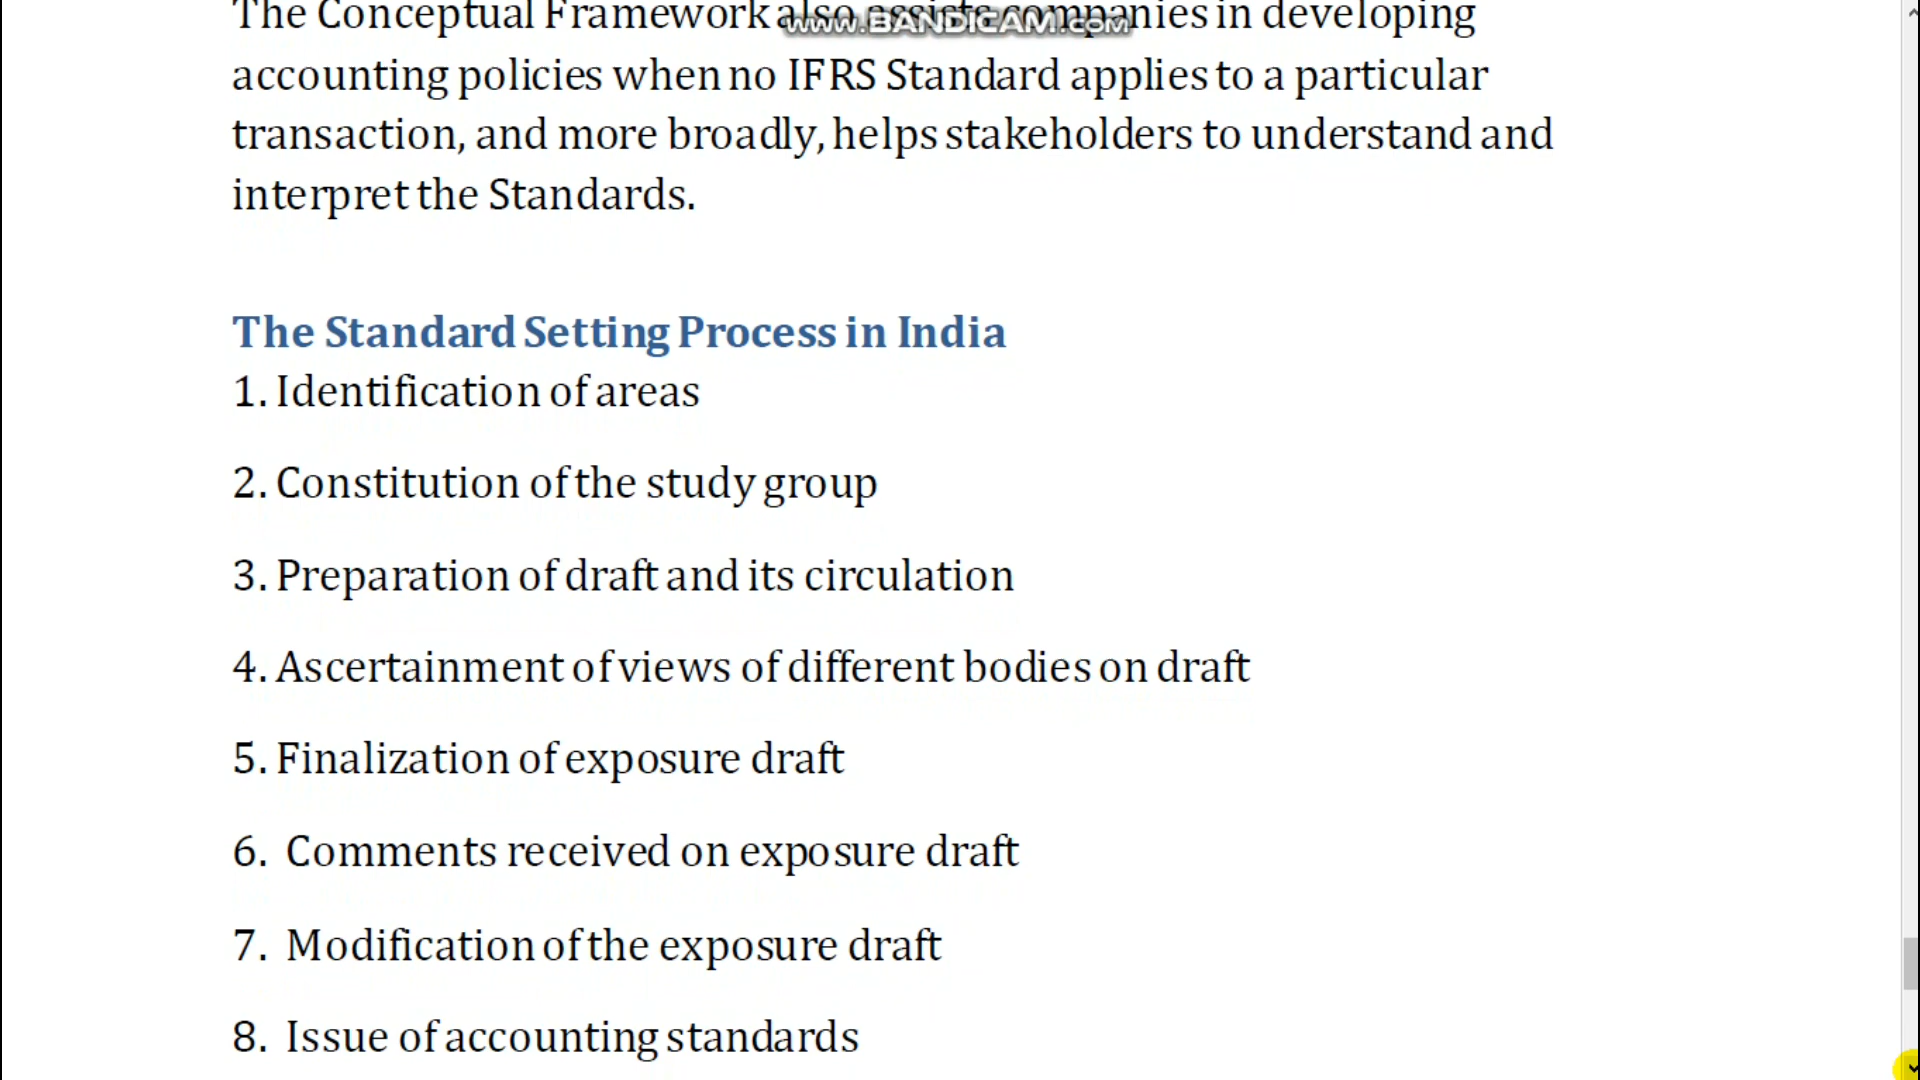 The Conceptual Framework also assists companies in developing
www.BANDICAM.com
accounting policies when no IFRS Standard applies to a particular
transaction, and more broadly, helps stakeholders to understand and
interpret the Standards.
The Standard Setting Process in India
1. Identification of areas
2. Constitution of the study group
3. Preparation of draft and its circulation
4. Ascertainment of views of different bodies on draft
5. Finalization of exposure draft
6. Comments received on exposure draft
7. Modification of the exposure draft
8. Issue of accounting standards